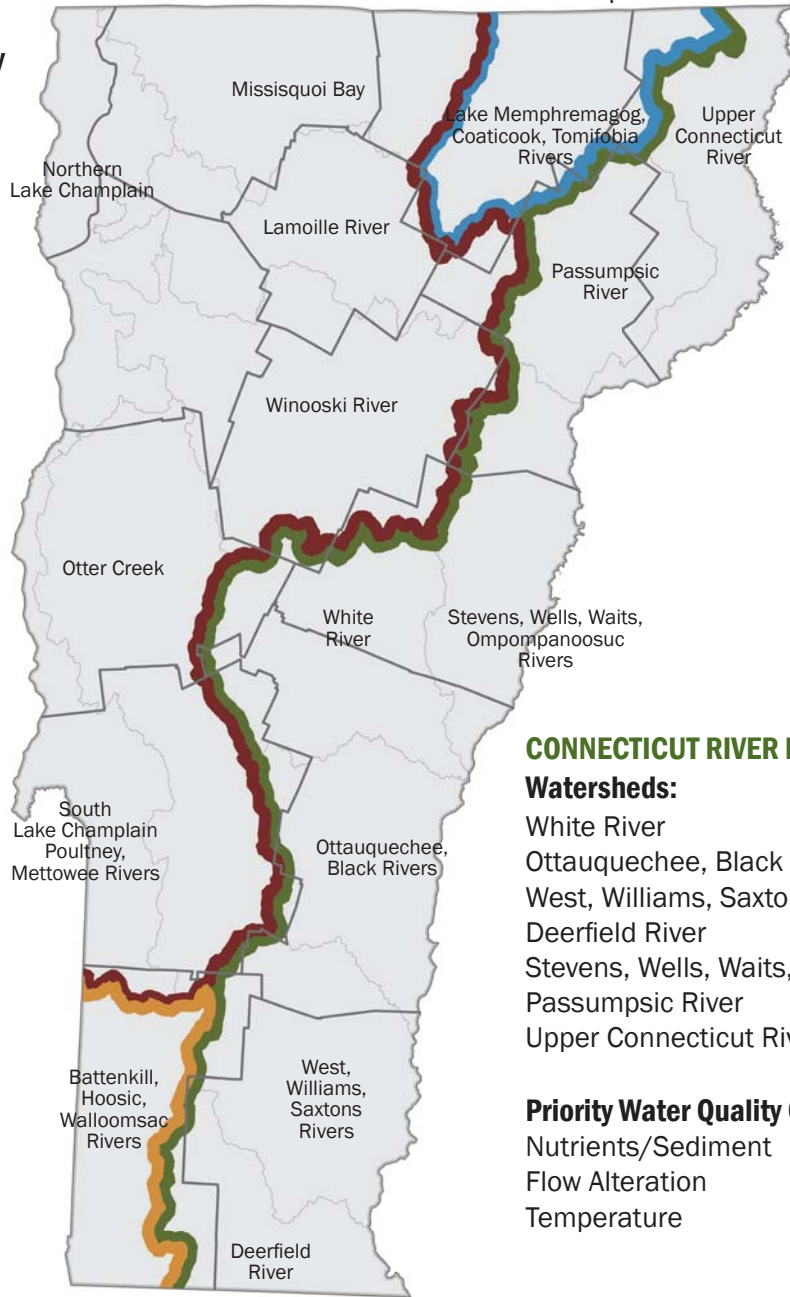 Missisquoi Bay
Lake Memphremagog,
Coaticook, Tomifobia
Rivers
Upper
Connecticut
River
Northern
Lake Champlain
Lamoille River
Passumpsic
River
Winooski River
Otter Creek
White
River
Stevens, Wells, Waits,
Ompompanoosuc
Rivers
South
Lake Champlain
Poultney,
Mettowee Rivers
Ottauquechee,
Black Rivers
Battenkill,
Hoosic,
Walloomsac
Rivers
West,
Williams,
Saxtons
Rivers
Deerfield
River
CONNECTICUT RIVER
Watersheds:
White River
Ottauquechee, Black
West, Williams,
Deerfield River
Stevens, Wells, Waits,
Passumpsic River
Upper Connecticut
Priority Water Quality
Nutrients/Sediment
Flow Alteration
Temperature